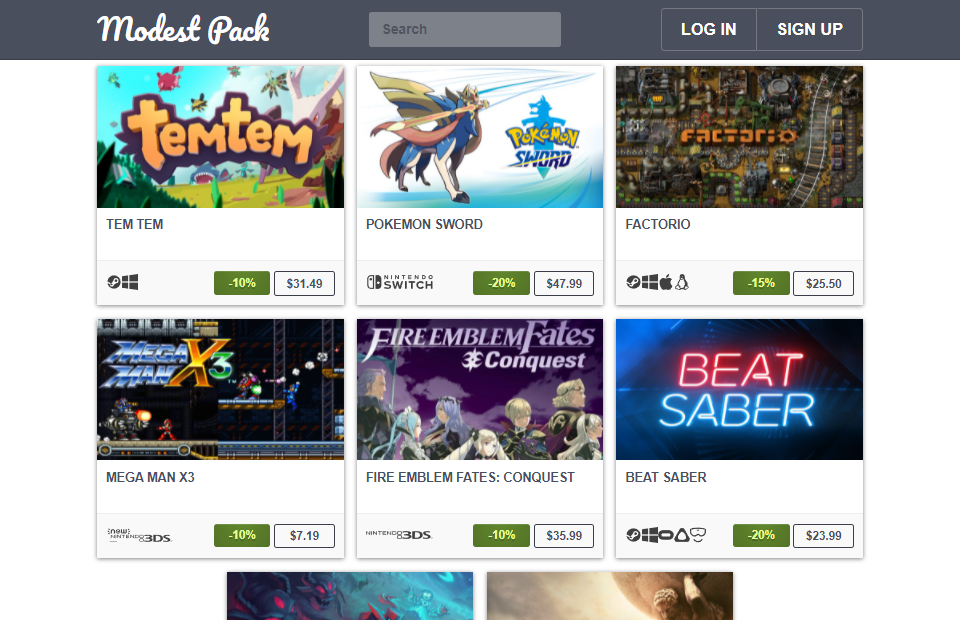 Modest Pack
Search
LOG IN
SIGN UP
temtem
POKÉMON
SWORD
FACTORIO
TEM TEM
POKEMON SWORD
FACTORIO
-10%
$31.49
NINTENDO
SWITCH
-20%
$47.99
-15%
$25.50
MEGA
MAN X3
TM
FIRE EMBLEM Fates
Conquest
BEAT
SABER
MEGA MAN X3
FIRE EMBLEM FATES: CONQUEST
BEAT SABER
new
NINTENDO 3DS
-10%
$7.19
NINTENDO 3DS
-10%
$35.99
-20%
$23.99